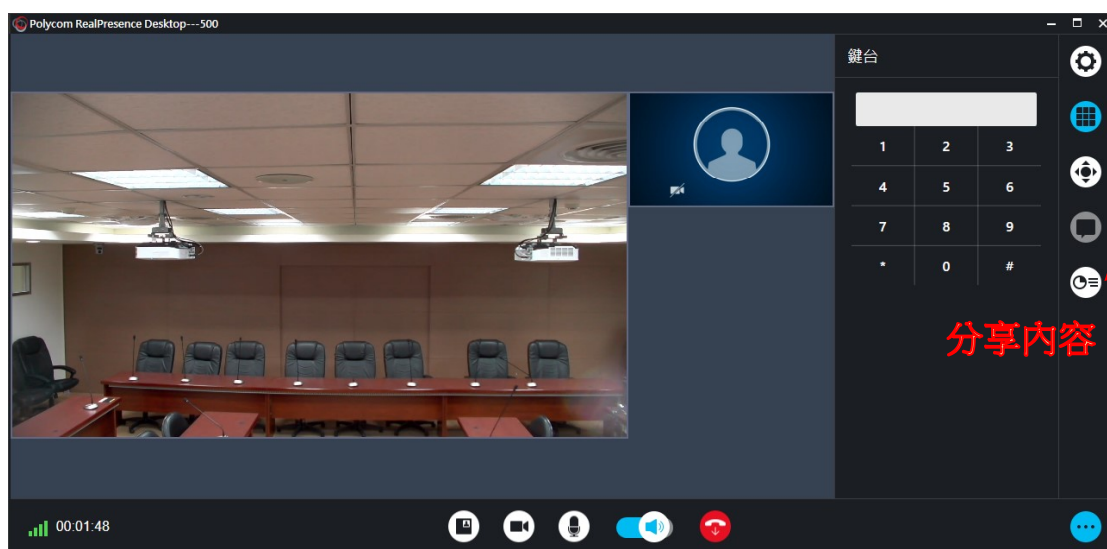 Polycom RealPresence Desktop---500
鍵台
1 2 3
4 5 6
7 8 9
* 0 #
分享內容
00:01:48